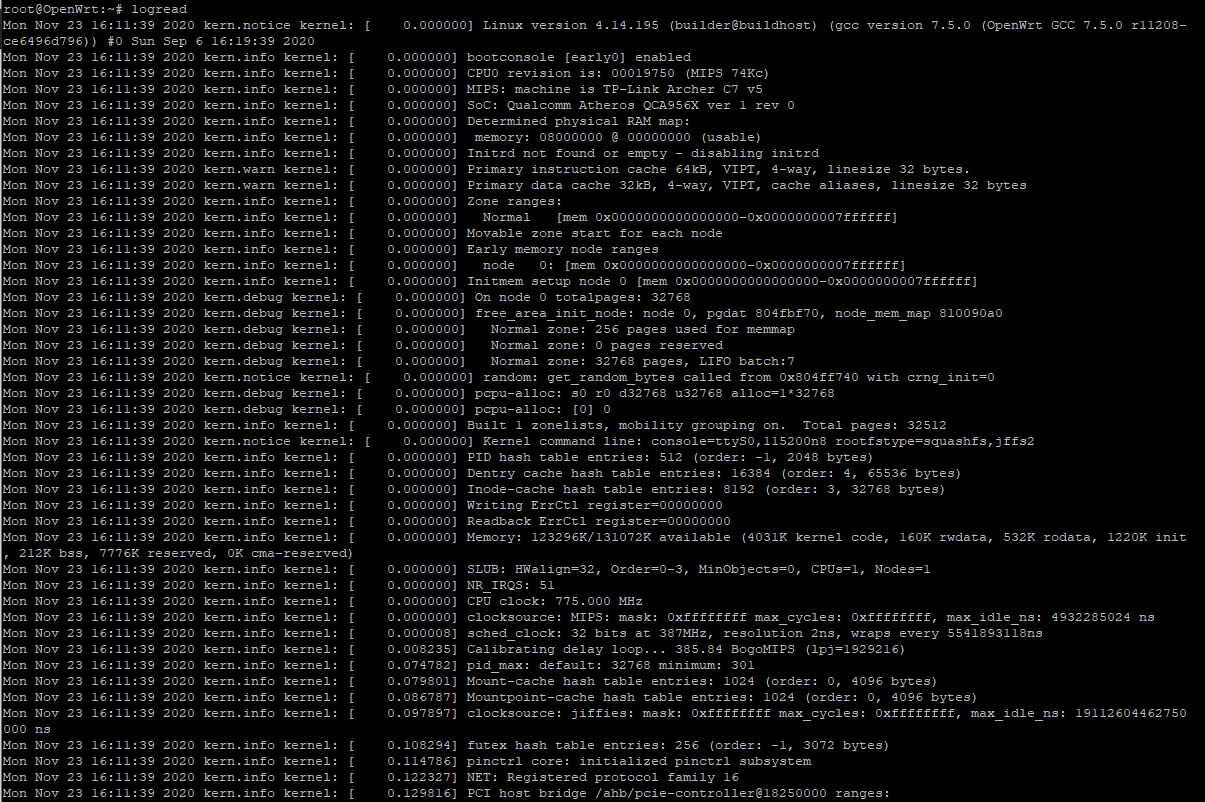 root@OpenWrt:~# logread
Mon Nov 23 16:11:39 2020 kern.notice kernel: [    0.000000] Linux version 4.14.195 (builder@buildhost) (gcc version 7.5.0 (OpenWrt GCC 7.5.0 r11208-
ce6496d796)) #0 Sun Sep 6 16:19:39 2020
Mon Nov 23 16:11:39 2020 kern.info kernel: [    0.000000] bootconsole [early0] enabled
Mon Nov 23 16:11:39 2020 kern.info kernel: [    0.000000] CPU0 revision is: 00019750 (MIPS 74Kc)
Mon Nov 23 16:11:39 2020 kern.info kernel: [    0.000000] MIPS: machine is TP-Link Archer C7 v5
Mon Nov 23 16:11:39 2020 kern.info kernel: [    0.000000] SoC: Qualcomm Atheros QCA956X ver 1 rev 0
Mon Nov 23 16:11:39 2020 kern.info kernel: [    0.000000] Determined physical RAM map:
Mon Nov 23 16:11:39 2020 kern.info kernel: [    0.000000]  memory: 08000000 @ 00000000 (usable)
Mon Nov 23 16:11:39 2020 kern.info kernel: [    0.000000] Initrd not found or empty - disabling initrd
Mon Nov 23 16:11:39 2020 kern.warn kernel: [    0.000000] Primary instruction cache 64kB, VIPT, 4-way, linesize 32 bytes.
Mon Nov 23 16:11:39 2020 kern.warn kernel: [    0.000000] Primary data cache 32kB, 4-way, VIPT, cache aliases, linesize 32 bytes
Mon Nov 23 16:11:39 2020 kern.info kernel: [    0.000000] Zone ranges:
Mon Nov 23 16:11:39 2020 kern.info kernel: [    0.000000]   Normal   [mem 0x0000000000000000-0x0000000007ffffff]
Mon Nov 23 16:11:39 2020 kern.info kernel: [    0.000000] Movable zone start for each node
Mon Nov 23 16:11:39 2020 kern.info kernel: [    0.000000] Early memory node ranges
Mon Nov 23 16:11:39 2020 kern.info kernel: [    0.000000]   node   0: [mem 0x0000000000000000-0x0000000007ffffff]
Mon Nov 23 16:11:39 2020 kern.info kernel: [    0.000000] Initmem setup node 0 [mem 0x0000000000000000-0x0000000007ffffff]
Mon Nov 23 16:11:39 2020 kern.debug kernel: [    0.000000] On node 0 totalpages: 32768
Mon Nov 23 16:11:39 2020 kern.debug kernel: [    0.000000] free_area_init_node: node 0, pgdat 804fbf70, node_mem_map 810090a0
Mon Nov 23 16:11:39 2020 kern.debug kernel: [    0.000000]   Normal zone: 256 pages used for memmap
Mon Nov 23 16:11:39 2020 kern.debug kernel: [    0.000000]   Normal zone: 0 pages reserved
Mon Nov 23 16:11:39 2020 kern.debug kernel: [    0.000000]   Normal zone: 32768 pages, LIFO batch:7
Mon Nov 23 16:11:39 2020 kern.notice kernel: [    0.000000] random: get_random_bytes called from 0x804ff740 with crng_init=0
Mon Nov 23 16:11:39 2020 kern.debug kernel: [    0.000000] pcpu-alloc: s0 r0 d32768 u32768 alloc=1*32768
Mon Nov 23 16:11:39 2020 kern.debug kernel: [    0.000000] pcpu-alloc: [0] 0
Mon Nov 23 16:11:39 2020 kern.info kernel: [    0.000000] Built 1 zonelists, mobility grouping on.  Total pages: 32512
Mon Nov 23 16:11:39 2020 kern.notice kernel: [    0.000000] Kernel command line: console=ttyS0,115200n8 rootfstype=squashfs,jffs2
Mon Nov 23 16:11:39 2020 kern.info kernel: [    0.000000] PID hash table entries: 512 (order: -1, 2048 bytes)
Mon Nov 23 16:11:39 2020 kern.info kernel: [    0.000000] Dentry cache hash table entries: 16384 (order: 4, 65536 bytes)
Mon Nov 23 16:11:39 2020 kern.info kernel: [    0.000000] Inode-cache hash table entries: 8192 (order: 3, 32768 bytes)
Mon Nov 23 16:11:39 2020 kern.info kernel: [    0.000000] Writing ErrCtl register=00000000
Mon Nov 23 16:11:39 2020 kern.info kernel: [    0.000000] Readback ErrCtl register=00000000
Mon Nov 23 16:11:39 2020 kern.info kernel: [    0.000000] Memory: 123296K/131072K available (4031K kernel code, 160K rwdata, 532K rodata, 1220K init
, 212K bss, 7776K reserved, 0K cma-reserved)
Mon Nov 23 16:11:39 2020 kern.info kernel: [    0.000000] SLUB: HWalign=32, Order=0-3, MinObjects=0, CPUs=1, Nodes=1
Mon Nov 23 16:11:39 2020 kern.info kernel: [    0.000000] NR_IRQS: 51
Mon Nov 23 16:11:39 2020 kern.info kernel: [    0.000000] CPU clock: 775.000 MHz
Mon Nov 23 16:11:39 2020 kern.info kernel: [    0.000000] clocksource: MIPS: mask: 0xffffffff max_cycles: 0xffffffff, max_idle_ns: 4932285024 ns
Mon Nov 23 16:11:39 2020 kern.info kernel: [    0.000008] sched_clock: 32 bits at 387MHz, resolution 2ns, wraps every 5541893118ns
Mon Nov 23 16:11:39 2020 kern.info kernel: [    0.008235] Calibrating delay loop... 385.84 BogoMIPS (lpj=1929216)
Mon Nov 23 16:11:39 2020 kern.info kernel: [    0.074782] pid_max: default: 32768 minimum: 301
Mon Nov 23 16:11:39 2020 kern.info kernel: [    0.079801] Mount-cache hash table entries: 1024 (order: 0, 4096 bytes)
Mon Nov 23 16:11:39 2020 kern.info kernel: [    0.086787] Mountpoint-cache hash table entries: 1024 (order: 0, 4096 bytes)
Mon Nov 23 16:11:39 2020 kern.info kernel: [    0.097897] clocksource: jiffies: mask: 0xffffffff max_cycles: 0xffffffff, max_idle_ns: 19112604462750
000 ns
Mon Nov 23 16:11:39 2020 kern.info kernel: [    0.108294] futex hash table entries: 256 (order: -1, 3072 bytes)
Mon Nov 23 16:11:39 2020 kern.info kernel: [    0.114786] pinctrl core: initialized pinctrl subsystem
Mon Nov 23 16:11:39 2020 kern.info kernel: [    0.122327] NET: Registered protocol family 16
Mon Nov 23 16:11:39 2020 kern.info kernel: [    0.129816] PCI host bridge /ahb/pcie-controller@18250000 ranges: